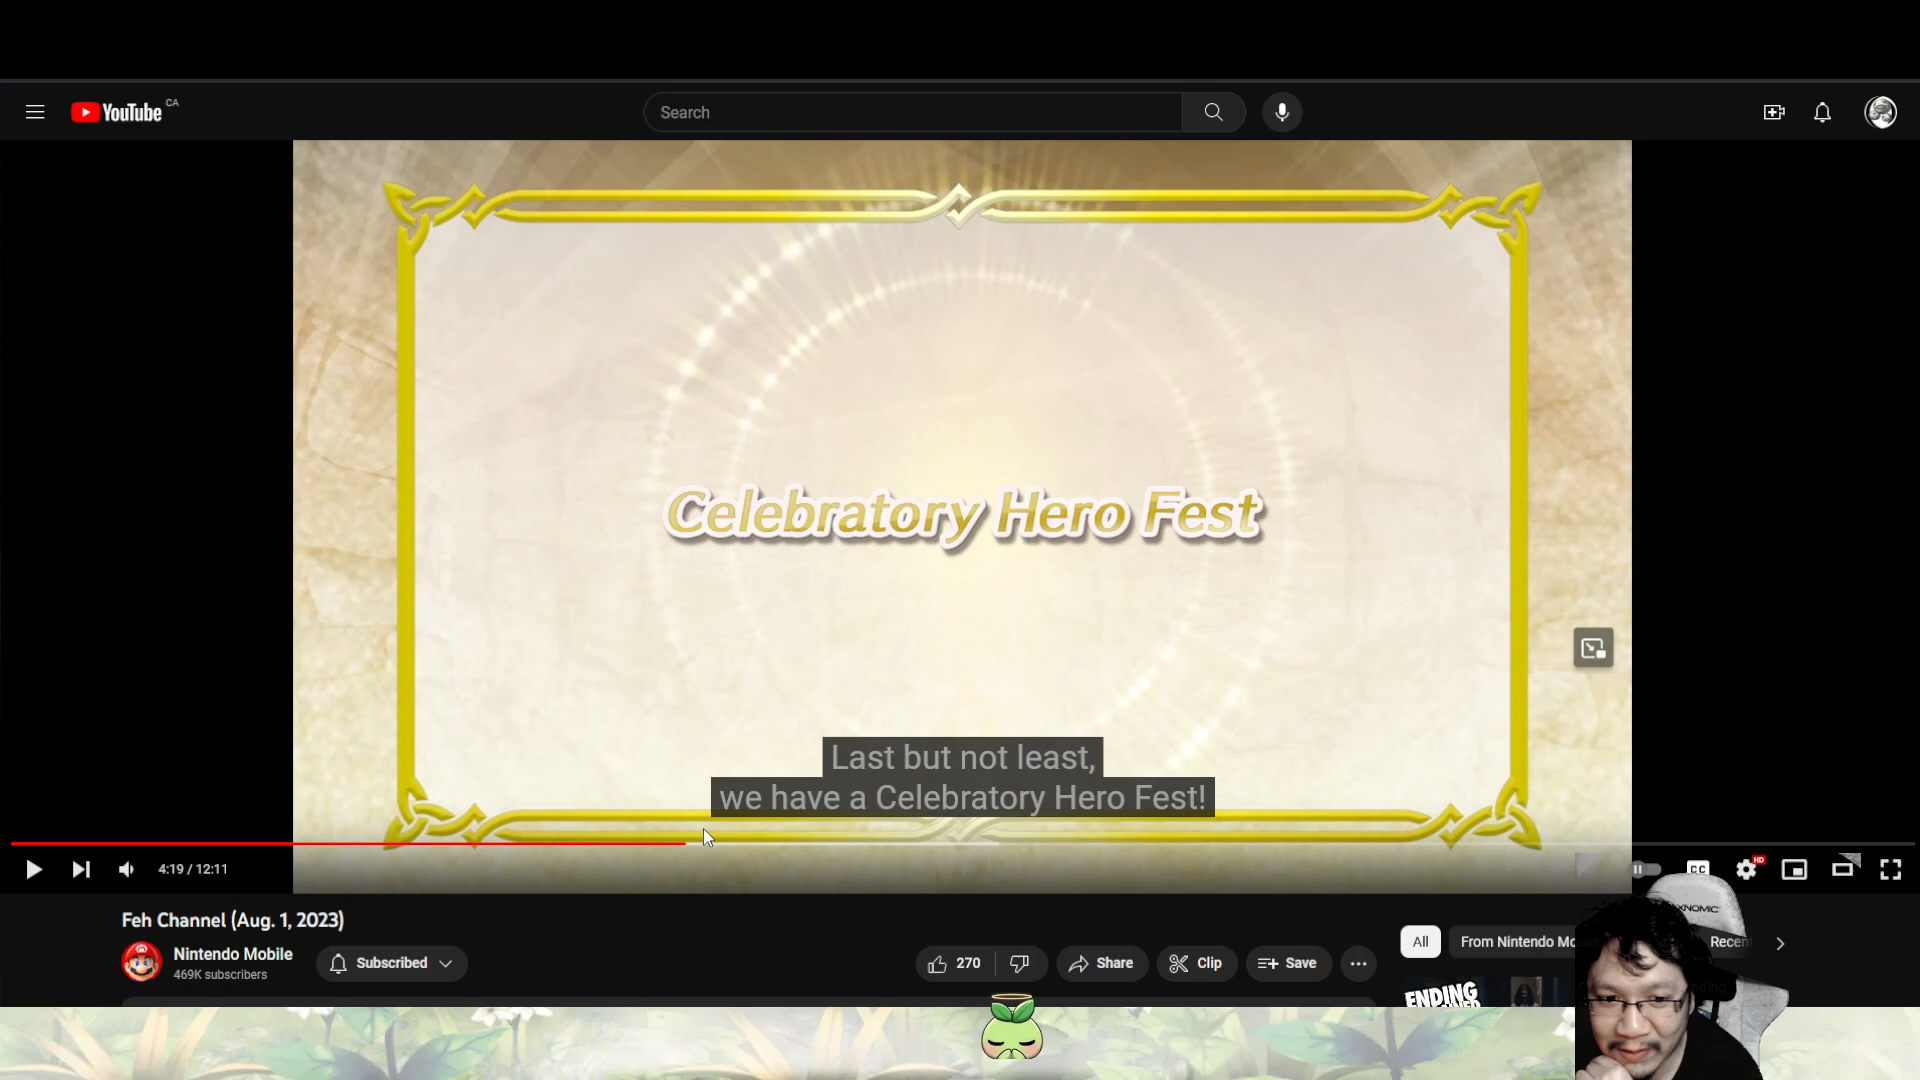 YouTube CA
Search
Celebratory Hero Fest
Last but not least,
we have a Celebratory Hero Fest!
4:19 / 12:11
CC
HD
Feh Channel (Aug. 1, 2023)
Nintendo Mobile
469K subscribers
Subscribed
270
Share
Clip
Save
All
From Nintendo Mo
Recen
ENDING